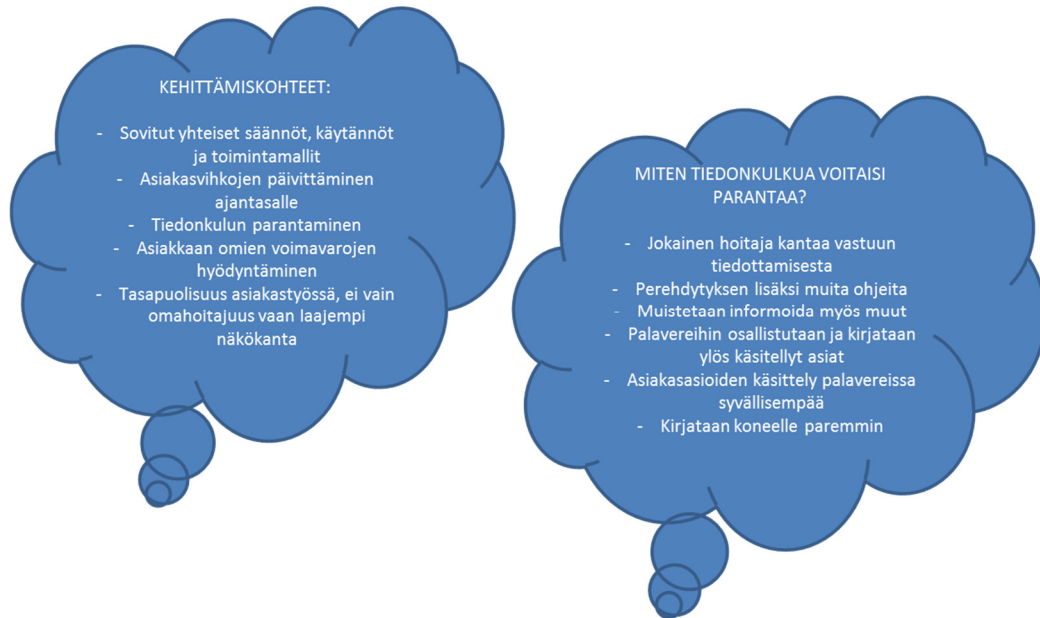 KEHITTÄMISKOHTEET:
- Sovitut yhteiset säännöt, käytännöt
ja toimintamallit
- Asiakasvihkojen päivittäminen
ajantasalle
- Tiedonkulun parantaminen
- Asiakkaan omien voimavarojen
hyödyntäminen
- Tasapuolisuus asiakastyössä, ei vain
omahoitajuus vaan laajempi
näkökanta
MITEN TIEDONKULKUA VOITAISI
PARANTAA?
- Jokainen hoitaja kantaa vastuun
tiedottamisesta
- Perehdytyksen lisäksi muita ohjeita
- Muistetaan informoida myös muut
- Palavereihin osallistutaan ja kirjataan
ylös käsitellyt asiat
- Asiakasasioiden käsittely palavereissa
syvällisempää
- Kirjataan koneelle paremmin